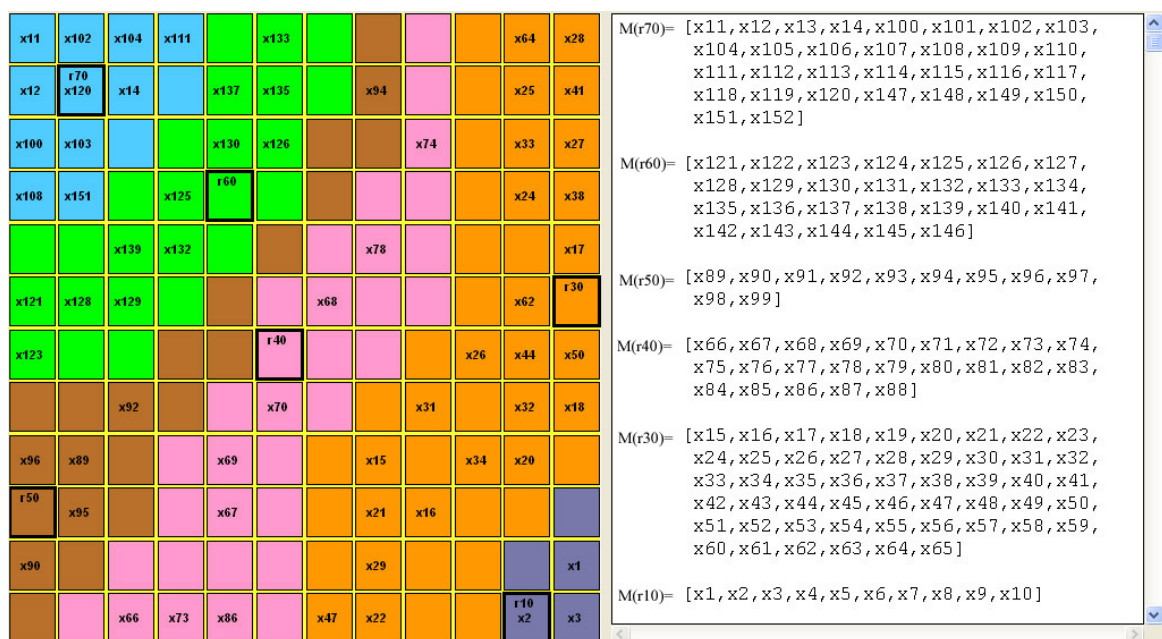 x11 x102 x104 x111 x133 x64 x28
r70
x12 x120 x14 x137 x135 x94 x25 x41
x100 x103 x130 x126 x74 x33 x27
r60
x108 x151 x125 x24 x38
x139 x132 x78 x17
r30
x121 x128 x129 x68 x62
r40
x123 x26 x44 x50
x92 x70 x31 x32 x18
x96 x89 x69 x15 x34 x20
r50
x95 x67 x21 x16
x90 x29 x1
r10
x66 x73 x86 x47 x22 x2 x3
M(r70)= [x11,x12,x13,x14,x100,x101,x102,x103,
x104,x105,x106,x107,x108,x109,x110,
x111,x112,x113,x114,x115,x116,x117,
x118,x119,x120,x147,x148,x149,x150,
x151,x152]
M(r60)= [x121,x122,x123,x124,x125,x126,x127,
x128,x129,x130,x131,x132,x133,x134,
x135,x136,x137,x138,x139,x140,x141,
x142,x143,x144,x145,x146]
M(r50)= [x89,x90,x91,x92,x93,x94,x95,x96,x97,
x98,x99]
M(r40)= [x66,x67,x68,x69,x70,x71,x72,x73,x74,
x75,x76,x77,x78,x79,x80,x81,x82,x83,
x84,x85,x86,x87,x88]
M(r30)= [x15,x16,x17,x18,x19,x20,x21,x22,x23,
x24,x25,x26,x27,x28,x29,x30,x31,x32,
x33,x34,x35,x36,x37,x38,x39,x40,x41,
x42,x43,x44,x45,x46,x47,x48,x49,x50,
x51,x52,x53,x54,x55,x56,x57,x58,x59,
x60,x61,x62,x63,x64,x65]
M(r10)= [x1,x2,x3,x4,x5,x6,x7,x8,x9,x10]